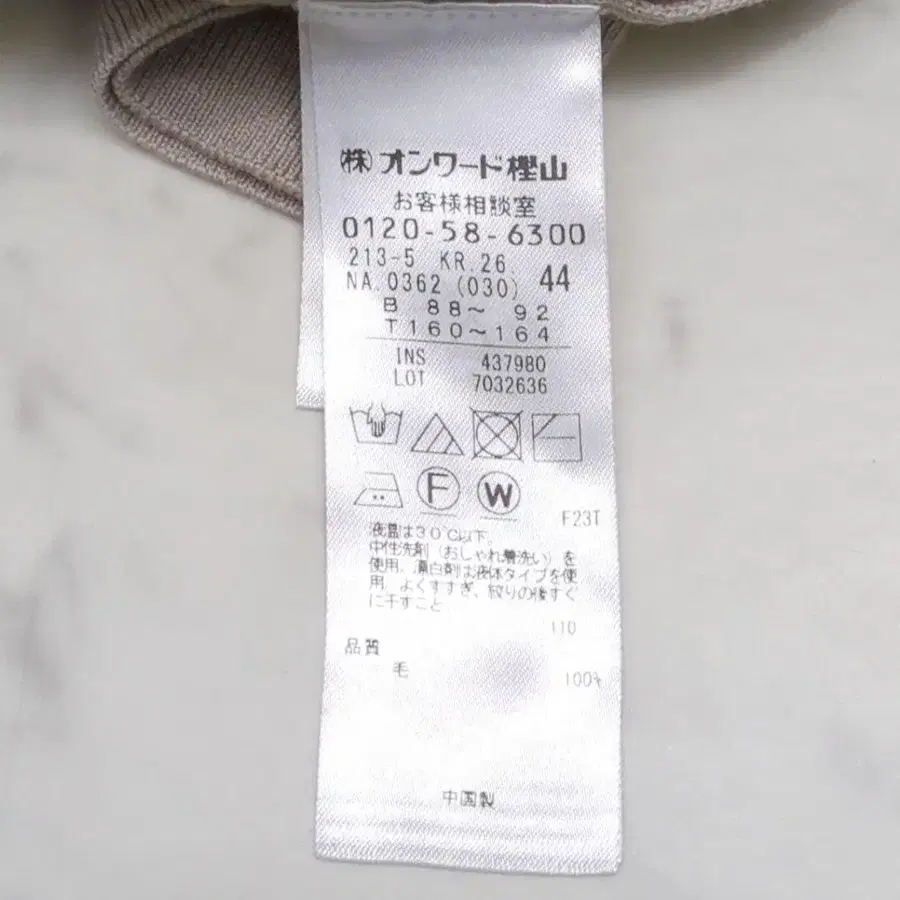 (株)オンワード樫山
お客様相談室
0120-58-6300
213-5 KR.26. 44
NA.0362 (030)
B 88～ 92
T160～164
INS 437980
LOT 7032636
F W
F23T
液温は30℃以下。
中性洗剤（おしゃれ着洗い）を
使用。漂白剤は液体タイプを使
用。よくすすぎ、絞りの後すぐ
に干すこと
110
品質
毛 100%
中国製